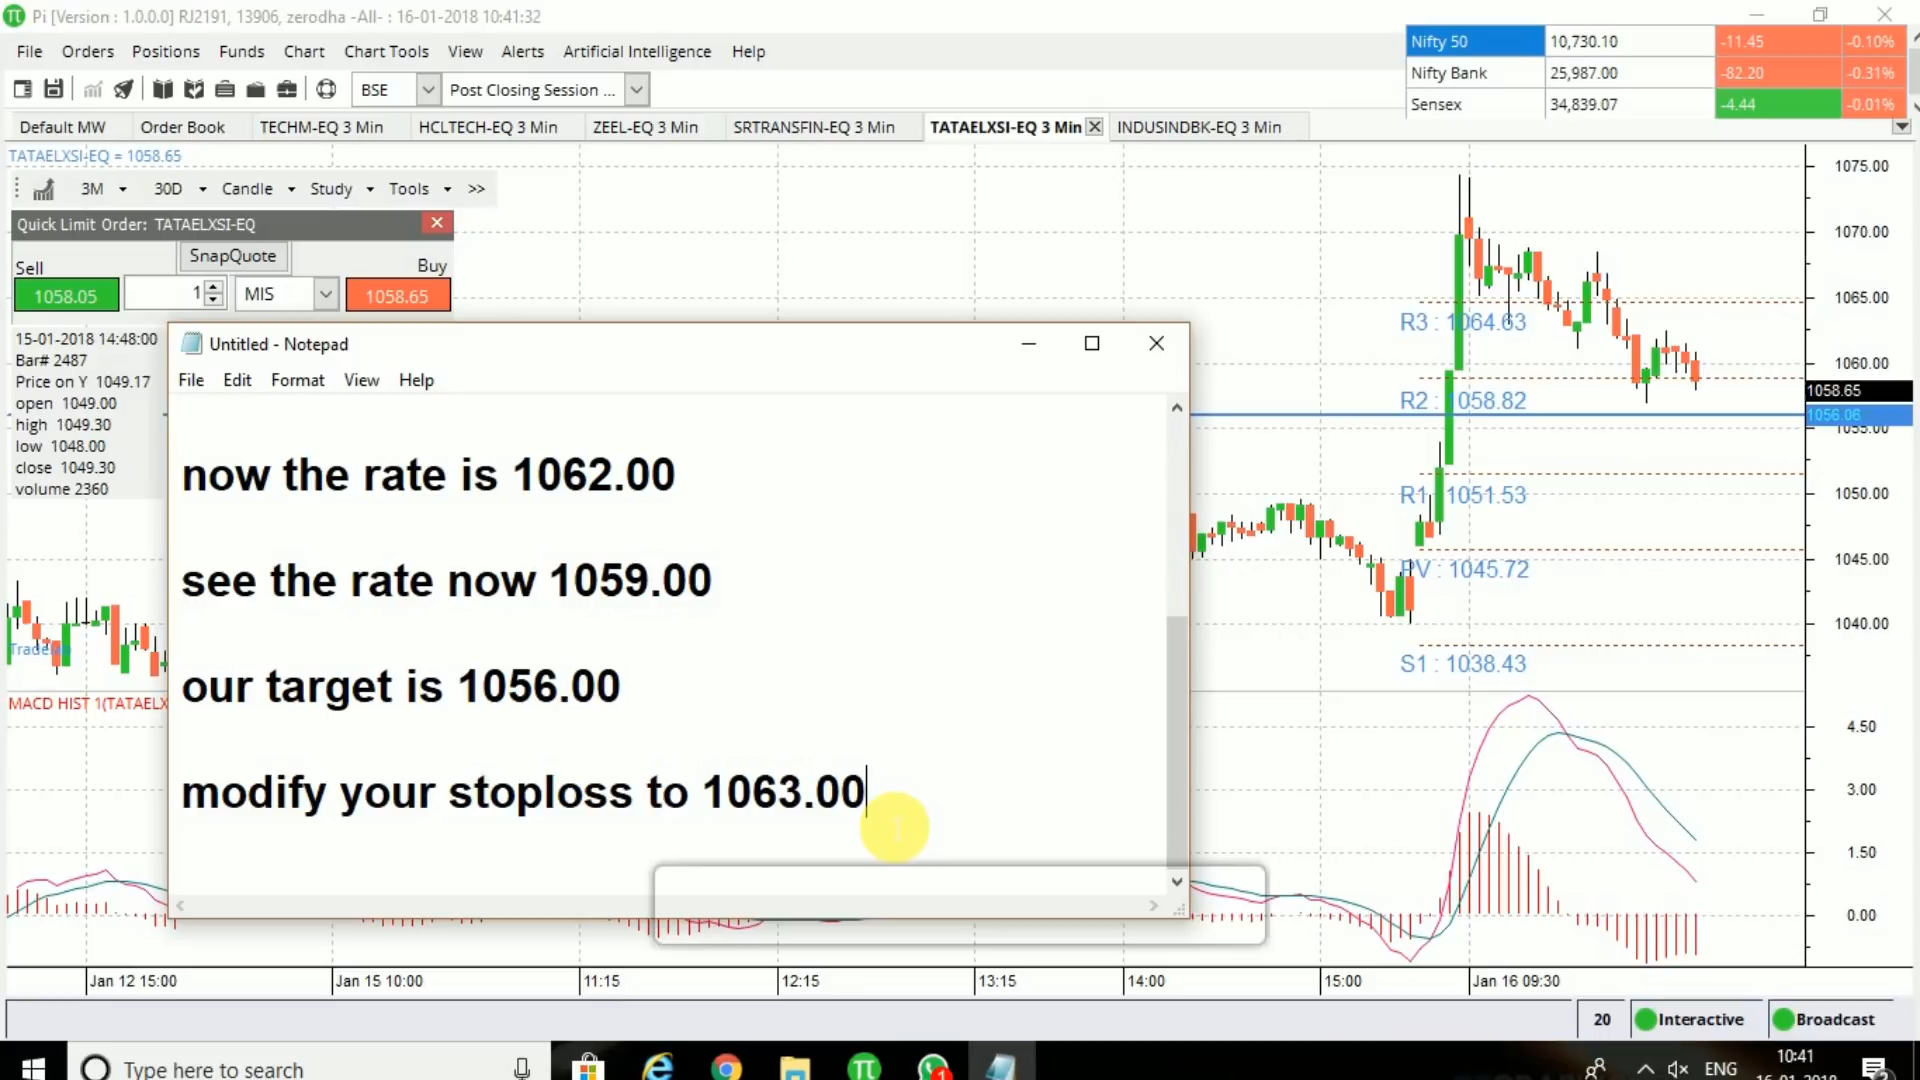 Pi [Version : 1.0.0.0] RJ2191, 13906, zerodha -All- : 16-01-2018 10:41:32
File Orders Positions Funds Chart Chart Tools View Alerts Artificial Intelligence Help
Nifty 50 10,730.10 -11.45 -0.10%
Nifty Bank 25,987.00 -82.20 -0.31%
Sensex 34,839.07 -4.44 -0.01%
BSE Post Closing Session ...
Default MW Order Book TECHM-EQ 3 Min HCLTECH-EQ 3 Min ZEEL-EQ 3 Min SRTRANSFIN-EQ 3 Min TATAELXSI-EQ 3 Min INDUSINDBK-EQ 3 Min
TATAELXSI-EQ = 1058.65
3M 30D Candle Study Tools >>
Quick Limit Order: TATAELXSI-EQ
SnapQuote
Sell Buy
1058.05 1 MIS 1058.65
15-01-2018 14:48:00
Bar# 2487
Price on Y 1049.17
open 1049.00
high 1049.30
low 1048.00
close 1049.30
volume 2360
Untitled - Notepad
File Edit Format View Help
now the rate is 1062.00
see the rate now 1059.00
our target is 1056.00
modify your stoploss to 1063.00
MACD HIST 1(TATAELX
R3 : 1064.63
R2 : 1058.82
R1 : 1051.53
PV : 1045.72
S1 : 1038.43
1075.00
1070.00
1065.00
1060.00
1058.65
1056.06
1055.00
1050.00
1045.00
1040.00
4.50
3.00
1.50
0.00
Jan 12 15:00 Jan 15 10:00 11:15 12:15 13:15 14:00 15:00 Jan 16 09:30
20 Interactive Broadcast
Type here to search
1
ENG
10:41
16-01-2018